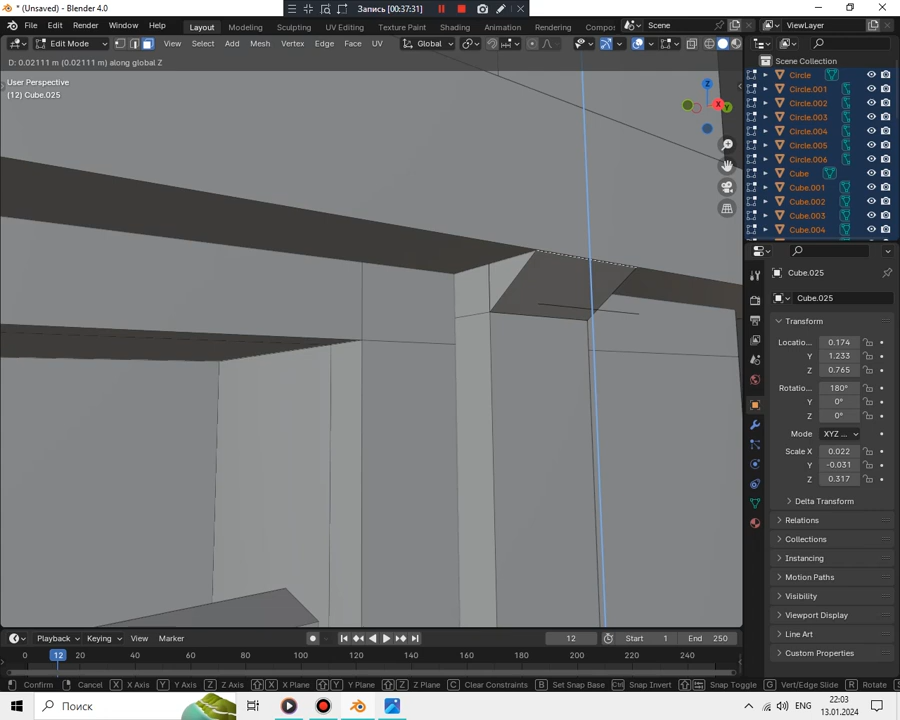 * (Unsaved) - Blender 4.0
Запись [00:37:31]
File Edit Render Window Help
Layout Modeling Sculpting UV Editing Texture Paint Shading Animation Rendering Compos
Scene
ViewLayer
Edit Mode
View Select Add Mesh Vertex Edge Face UV
Global
D: 0.02111 m (0.02111 m) along global Z
User Perspective
(12) Cube.025
Z
X
Y
Scene Collection
Circle
Circle.001
Circle.002
Circle.003
Circle.004
Circle.005
Circle.006
Cube
Cube.001
Cube.002
Cube.003
Cube.004
Cube.025
Cube.025
Transform
Locatio... 0.174
Y 1.233
Z 0.765
Rotatio... 180°
Y 0°
Z 0°
Mode XYZ ...
Scale X 0.022
Y -0.031
Z 0.317
Delta Transform
Relations
Collections
Instancing
Motion Paths
Visibility
Viewport Display
Line Art
Custom Properties
Playback Keying View Marker
12
Start 1
End 250
0 12 20 40 60 80 100 120 140 160 180 200 220 240
Confirm Cancel X X Axis Y Y Axis Z Z Axis X X Plane Y Y Plane Z Z Plane C Clear Constraints B Set Snap Base Snap Invert Snap Toggle G Vert/Edge Slide R Rotate
Поиск
ENG
22:03
13.01.2024